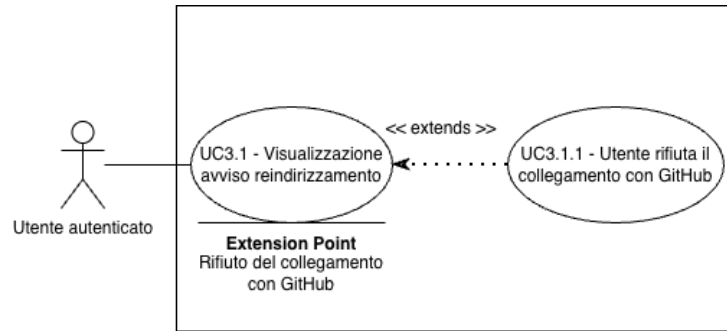 Utente autenticato
UC3.1 - Visualizzazione
avviso reindirizzamento
Extension Point
Rifiuto del collegamento
con GitHub
<< extends >>
UC3.1.1 - Utente rifiuta il
collegamento con GitHub